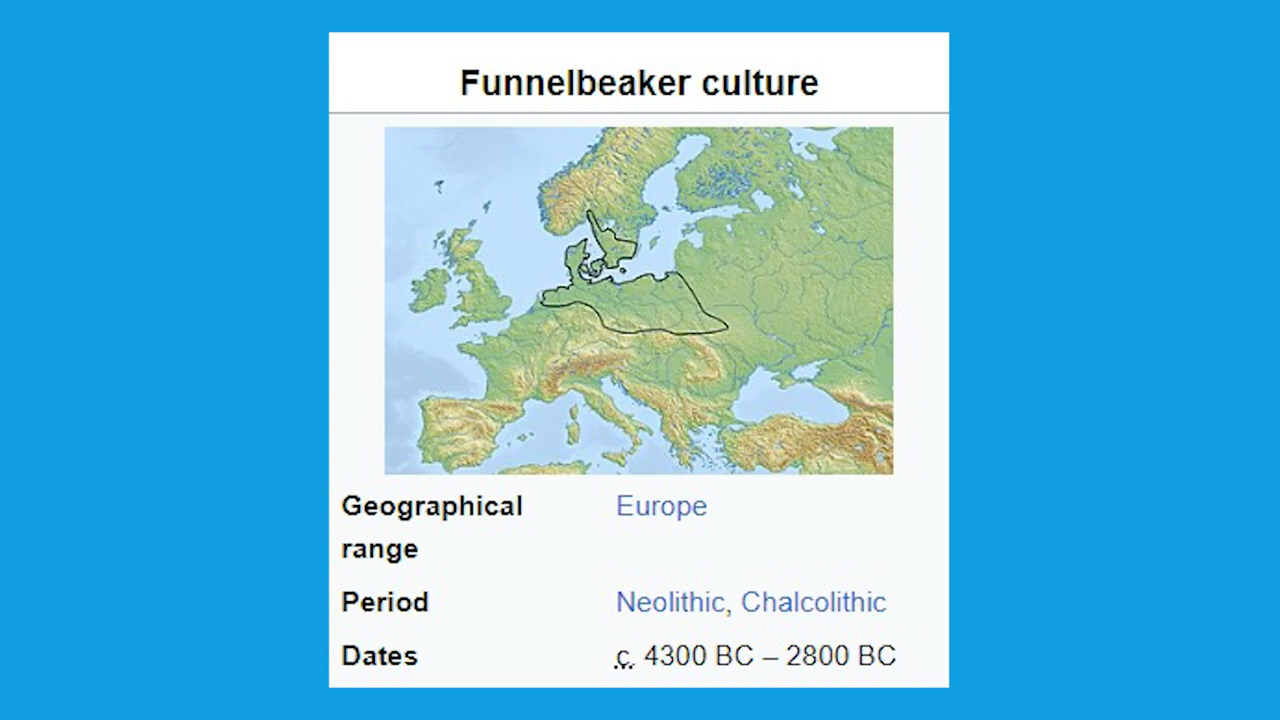 Funnelbeaker culture
Geographical range Europe
Period Neolithic, Chalcolithic
Dates c. 4300 BC – 2800 BC